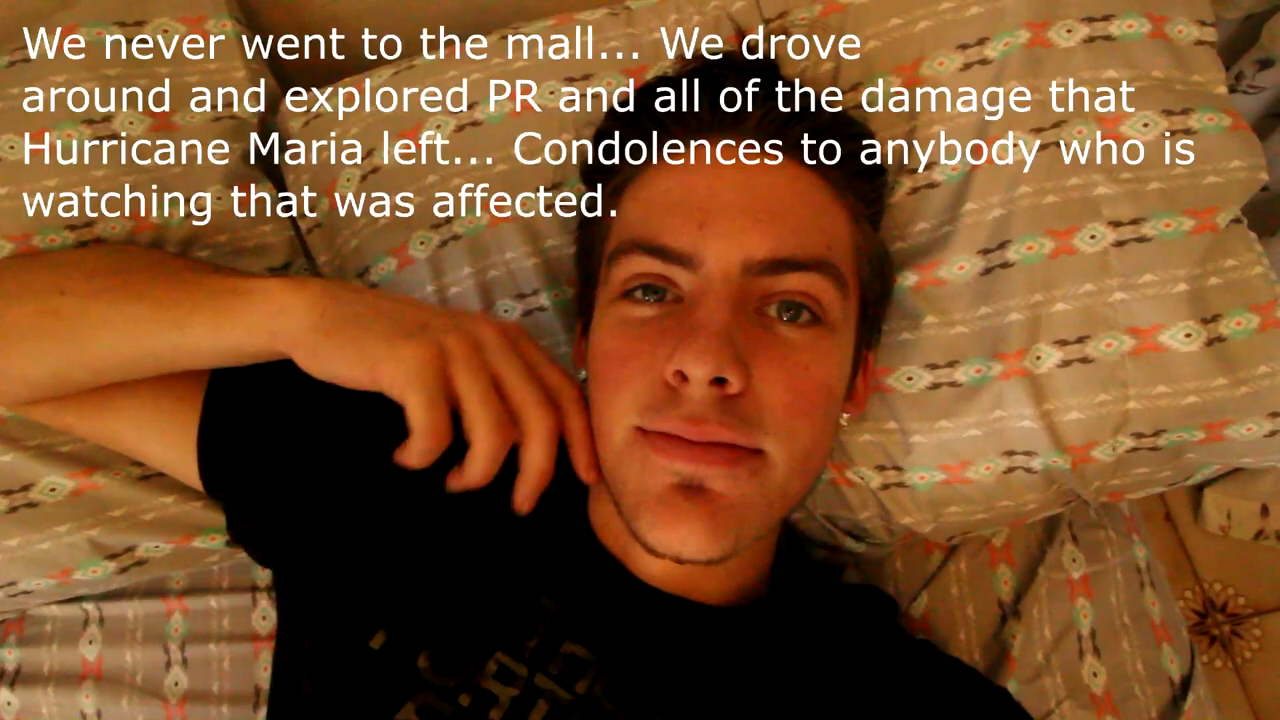 We never went to the mall... We drove
around and explored PR and all of the damage that
Hurricane Maria left... Condolences to anybody who is
watching that was affected.